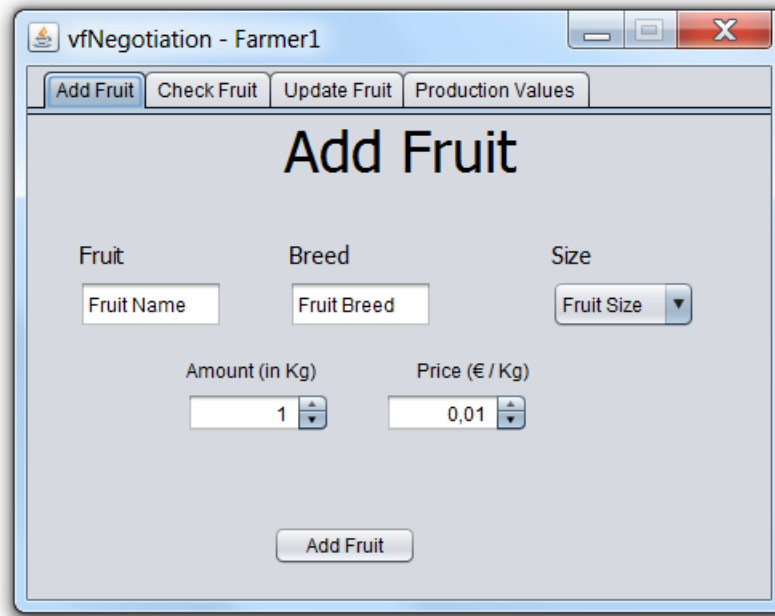 vfNegotiation - Farmer1
Add Fruit Check Fruit Update Fruit Production Values
Add Fruit
Fruit Breed Size
Fruit Name Fruit Breed Fruit Size
Amount (in Kg) Price (€ / Kg)
1 0,01
Add Fruit